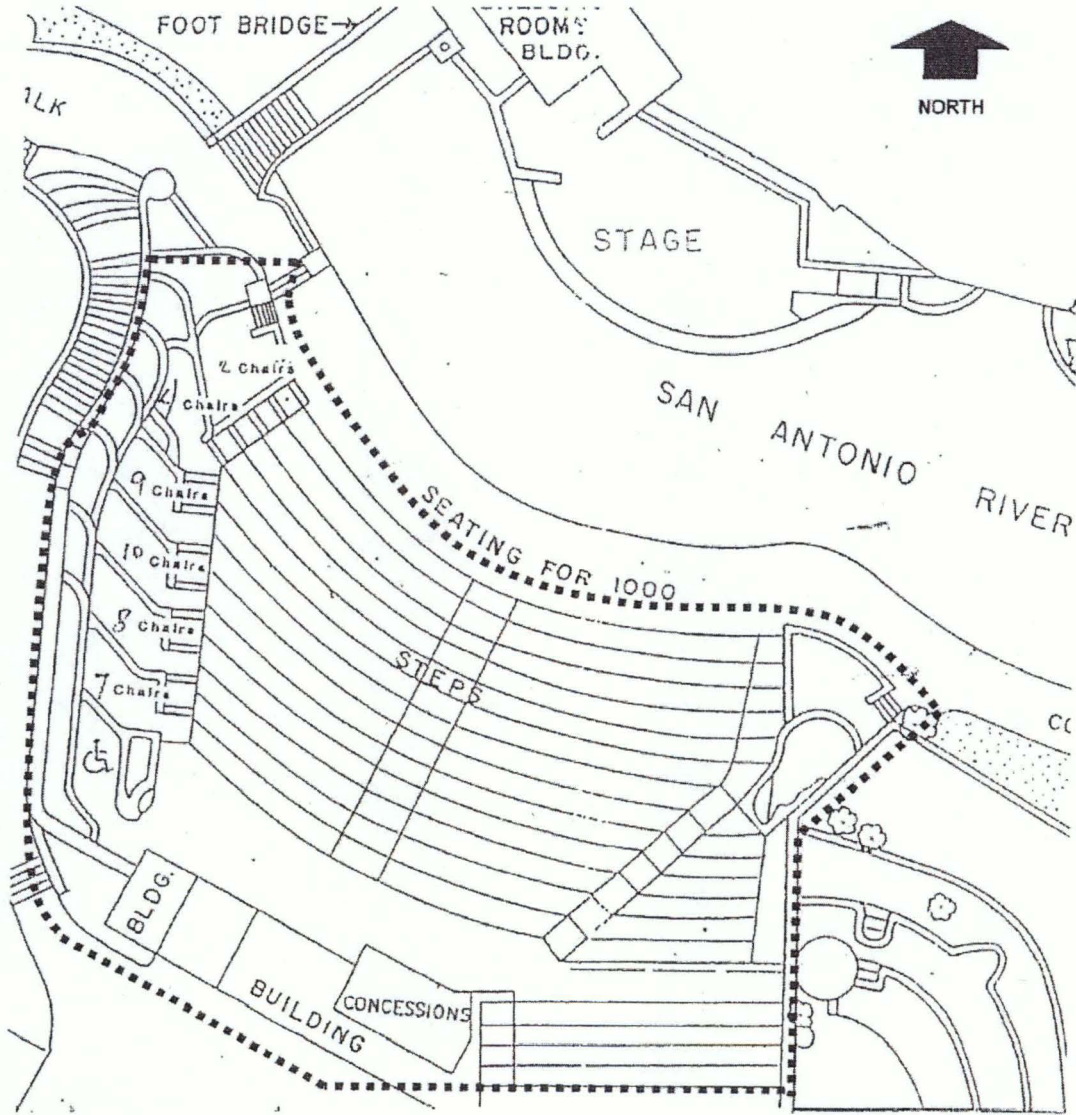 FOOT BRIDGE→
ROOMS
BLDG.
NORTH
ALK
STAGE
SAN ANTONIO RIVER
2 Chairs
Chairs
9 Chairs
10 Chairs
8 Chairs
7 Chairs
SEATING FOR 1000
STEPS
BLDG.
BUILDING
CONCESSIONS